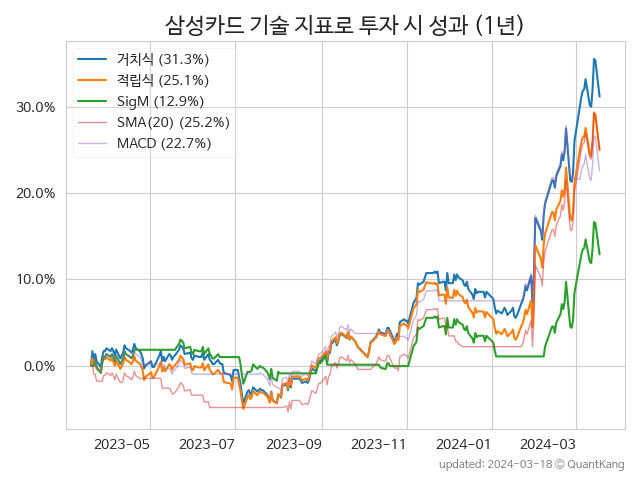 삼성카드 기술 지표로 투자 시 성과 (1년)
거치식 (31.3%)
적립식 (25.1%)
SigM (12.9%)
SMA(20) (25.2%)
MACD (22.7%)
30.0%
20.0%
10.0%
0.0%
2023-05 2023-07 2023-09 2023-11 2024-01 2024-03
updated: 2024-03-18 © QuantKang